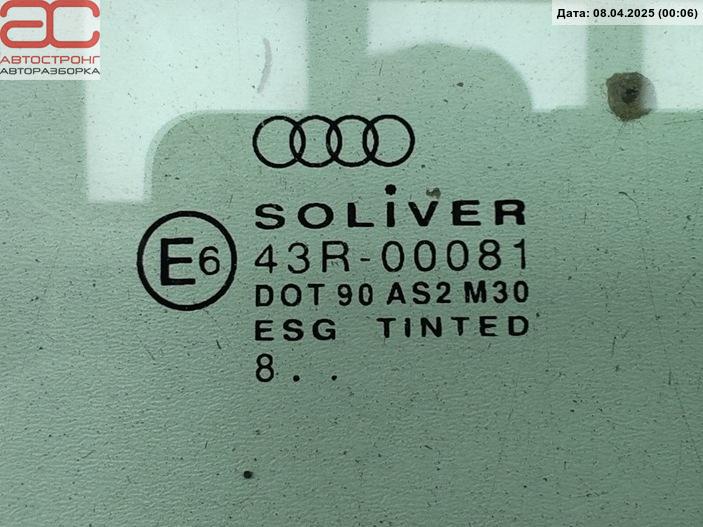 Дата: 08.04.2025 (00:06)
АС
АВТОСТРОНГ
АВТОРАЗБОРКА
SOLiVER
E6 43R-00081
DOT 90 AS2 M30
ESG TINTED
8. .